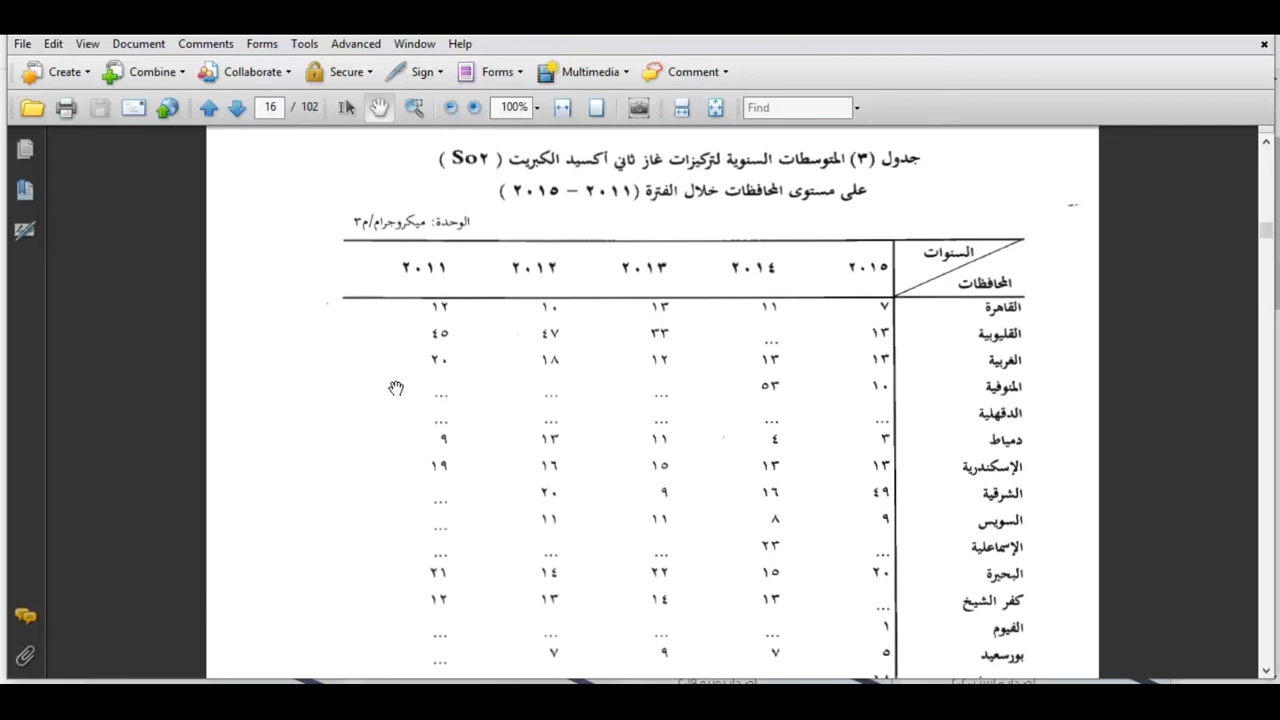 File Edit View Document Comments Forms Tools Advanced Window Help
Create Combine Collaborate Secure Sign Forms Multimedia Comment
16 / 102 100% Find
جدول (٣) المتوسطات السنوية لتركيزات غاز ثاني أكسيد الكبريت ( So٢ )
على مستوى المحافظات خلال الفترة (٢٠١١ – ٢٠١٥ )
الوحدة: ميكروجرام/م٣
السنوات
المحافظات ٢٠١٥ ٢٠١٤ ٢٠١٣ ٢٠١٢ ٢٠١١
القاهرة ٧ ١١ ١٣ ١٠ ١٢
القليوبية ١٣ ... ٣٣ ٤٧ ٤٥
الغربية ١٣ ١٣ ١٢ ١٨ ٢٠
المنوفية ١٠ ٥٣ ... ... ...
الدقهلية ... ... ... ... ...
دمياط ٣ ٤ ١١ ١٣ ٩
الإسكندرية ١٣ ١٣ ١٥ ١٦ ١٩
الشرقية ٤٩ ١٦ ٩ ٢٠ ...
السويس ٩ ٨ ١١ ١١ ...
الإسماعلية ... ٢٣ ... ... ...
البحيرة ٢٠ ١٥ ٢٢ ١٤ ٢١
كفر الشيخ ... ١٣ ١٤ ١٣ ١٢
الفيوم ١ ... ... ... ...
بورسعيد ٥ ٧ ٩ ٧ ...